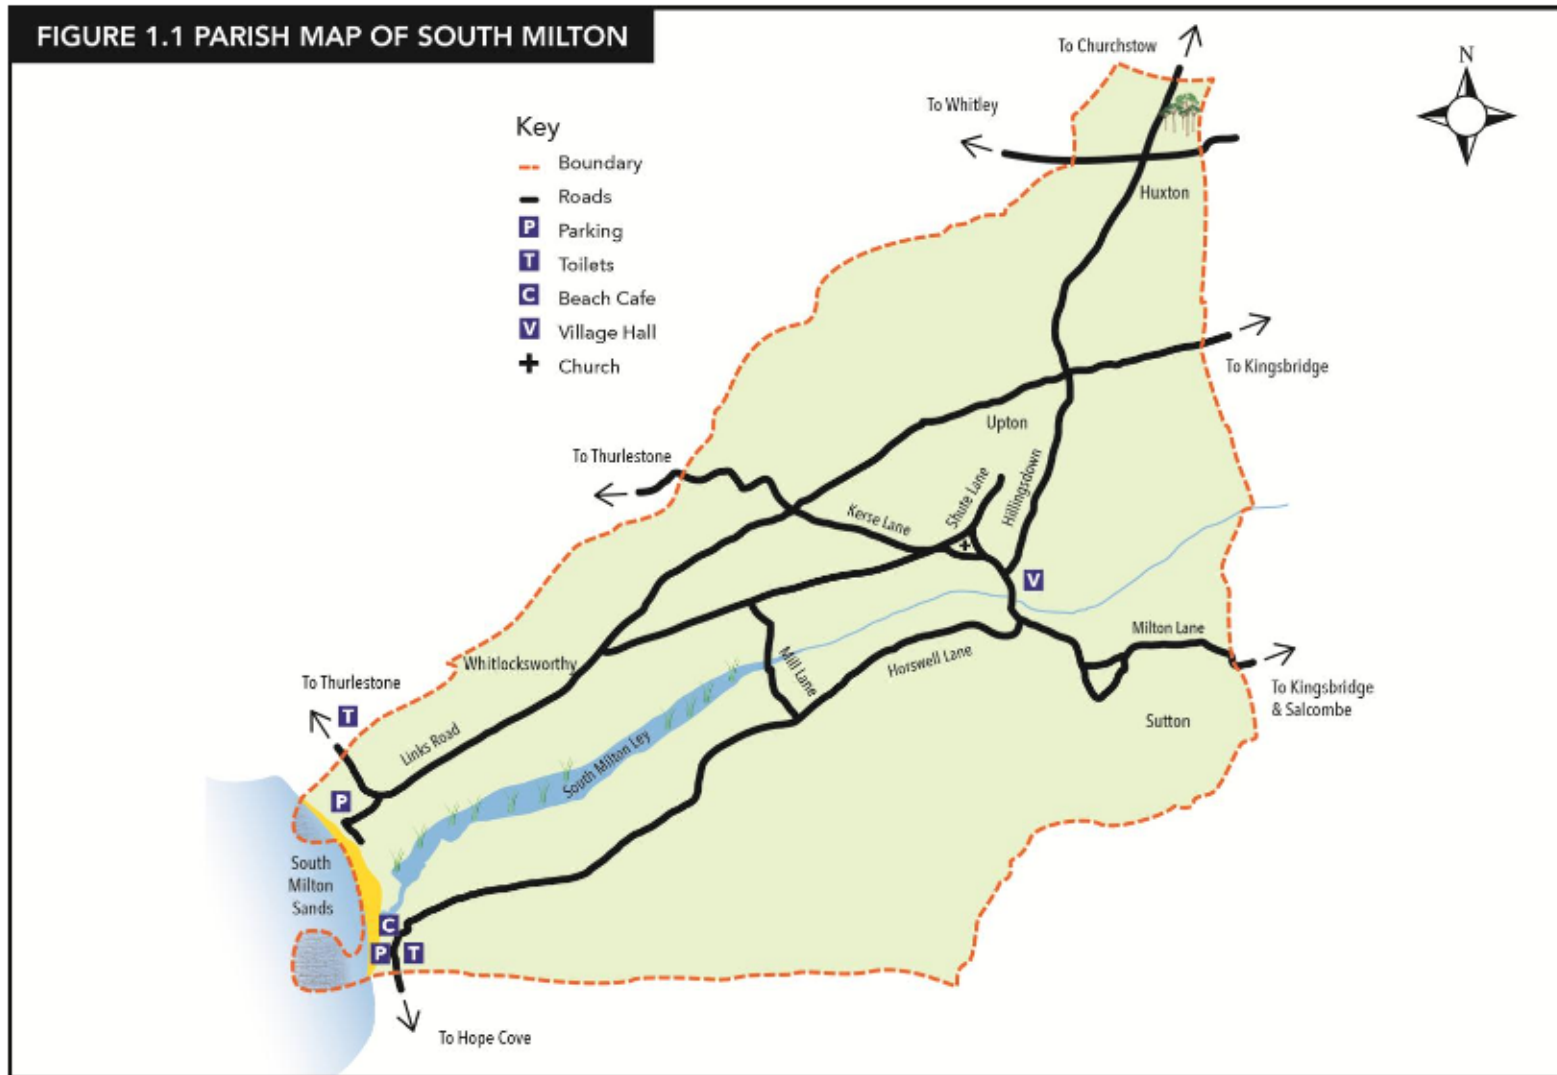 FIGURE 1.1 PARISH MAP OF SOUTH MILTON
To Churchstow
N
To Whitley
Key
Boundary
Roads
P Parking
T Toilets
C Beach Cafe
V Village Hall
Church
Huxton
To Kingsbridge
Upton
To Thurlestone
Kerse Lane
Shute Lane
Hillingsdown
V
Milton Lane
Whitlocksworthy
Mill Lane
Horswell Lane
To Thurlestone
T
To Kingsbridge
& Salcombe
Sutton
Links Road
South Milton Ley
P
South
Milton
Sands
C
P T
To Hope Cove